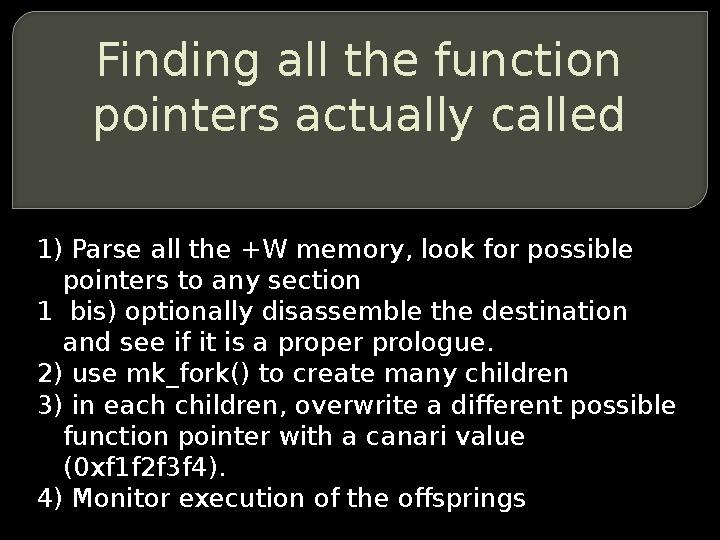 Finding all the function
pointers actually called
1) Parse all the +W memory, look for possible
pointers to any section
1  bis) optionally disassemble the destination
and see if it is a proper prologue.
2) use mk_fork() to create many children
3) in each children, overwrite a different possible
function pointer with a canari value
(0xf1f2f3f4).
4) Monitor execution of the offsprings